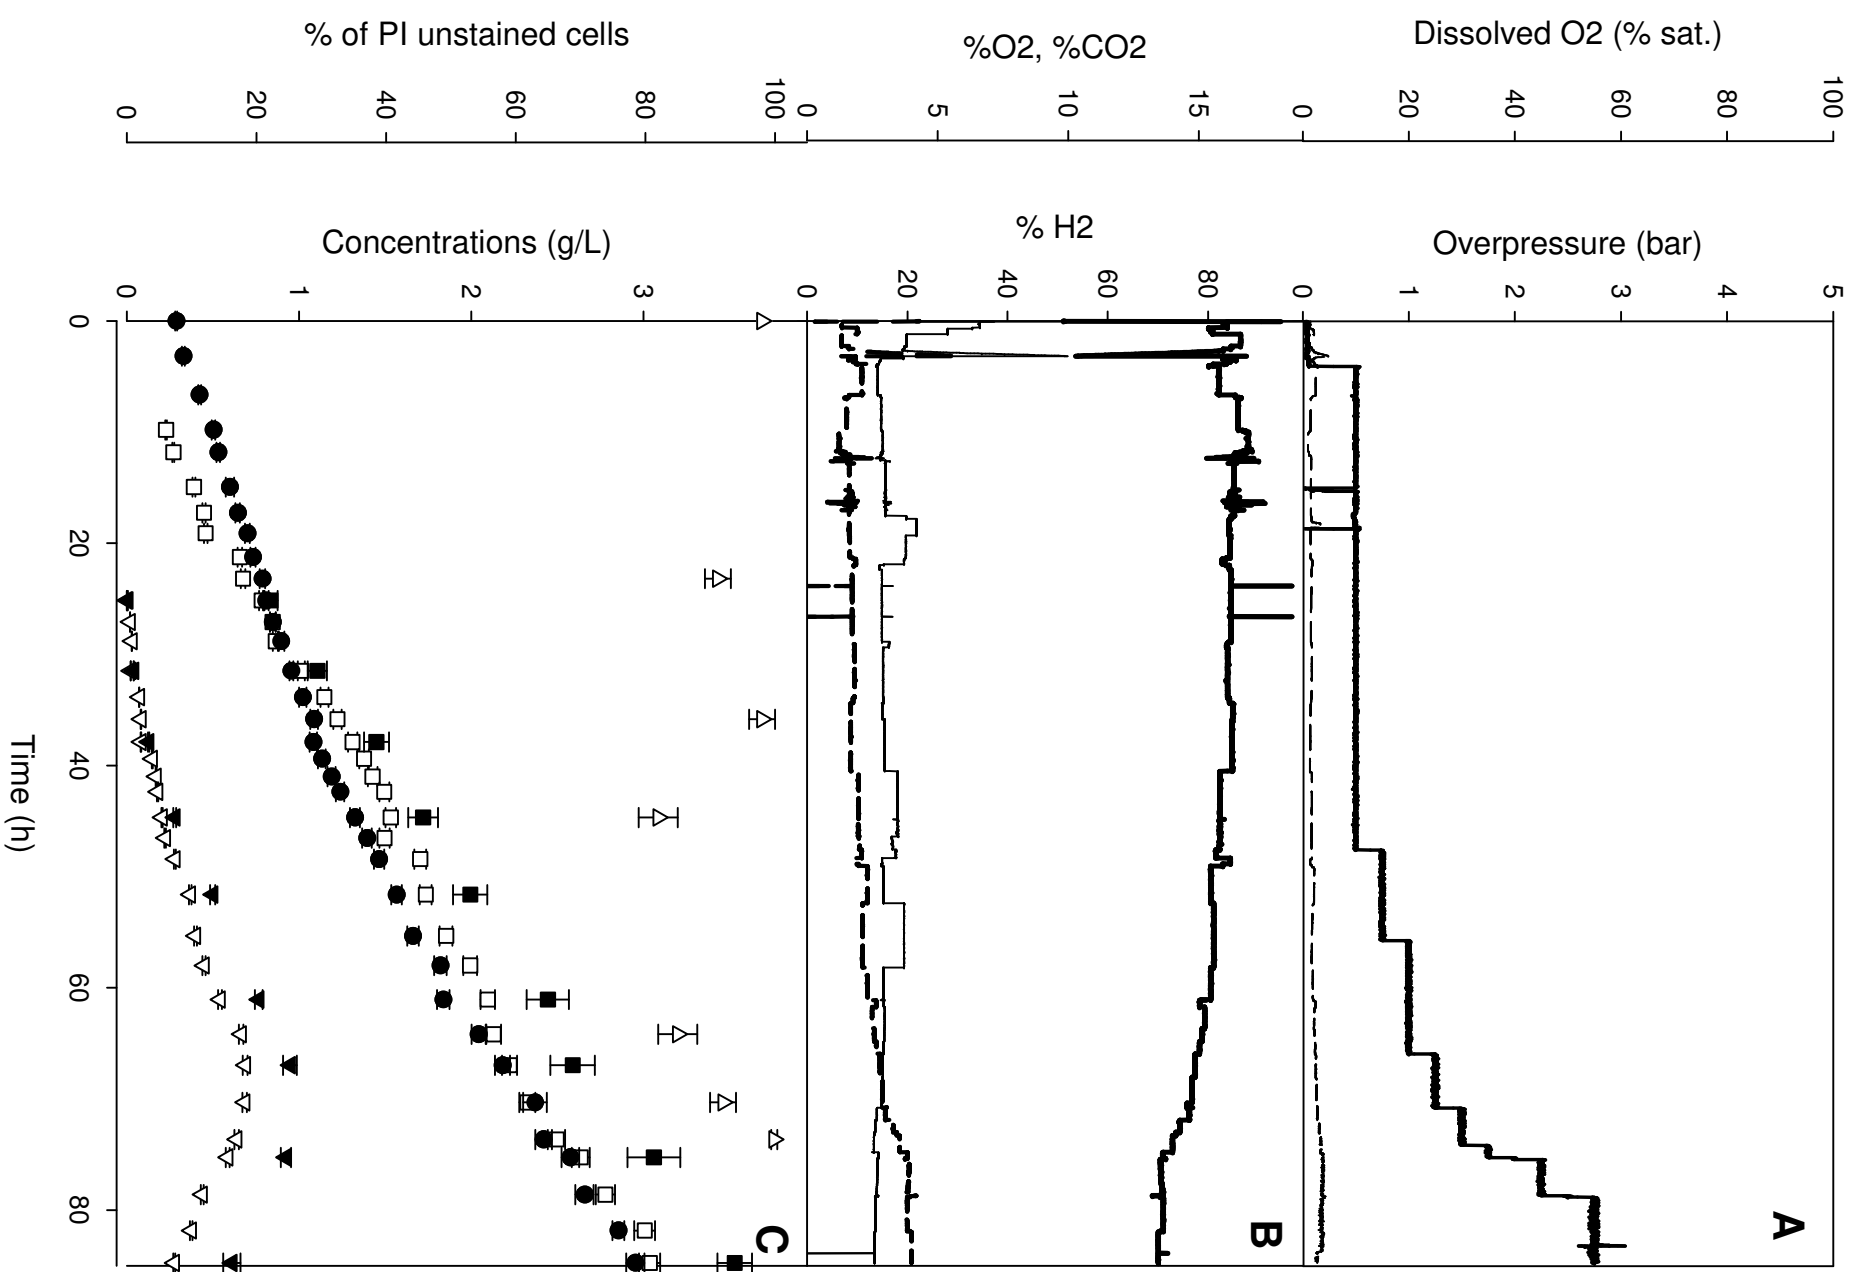 Dissolved O2 (% sat.)
0 20 40 60 80 100
Overpressure (bar)
0 1 2 3 4 5
A
%O2, %CO2
0 5 10 15
% H2
0 20 40 60 80
B
% of PI unstained cells
0 20 40 60 80 100
Concentrations (g/L)
0 1 2 3
C
0 20 40 60 80
Time (h)